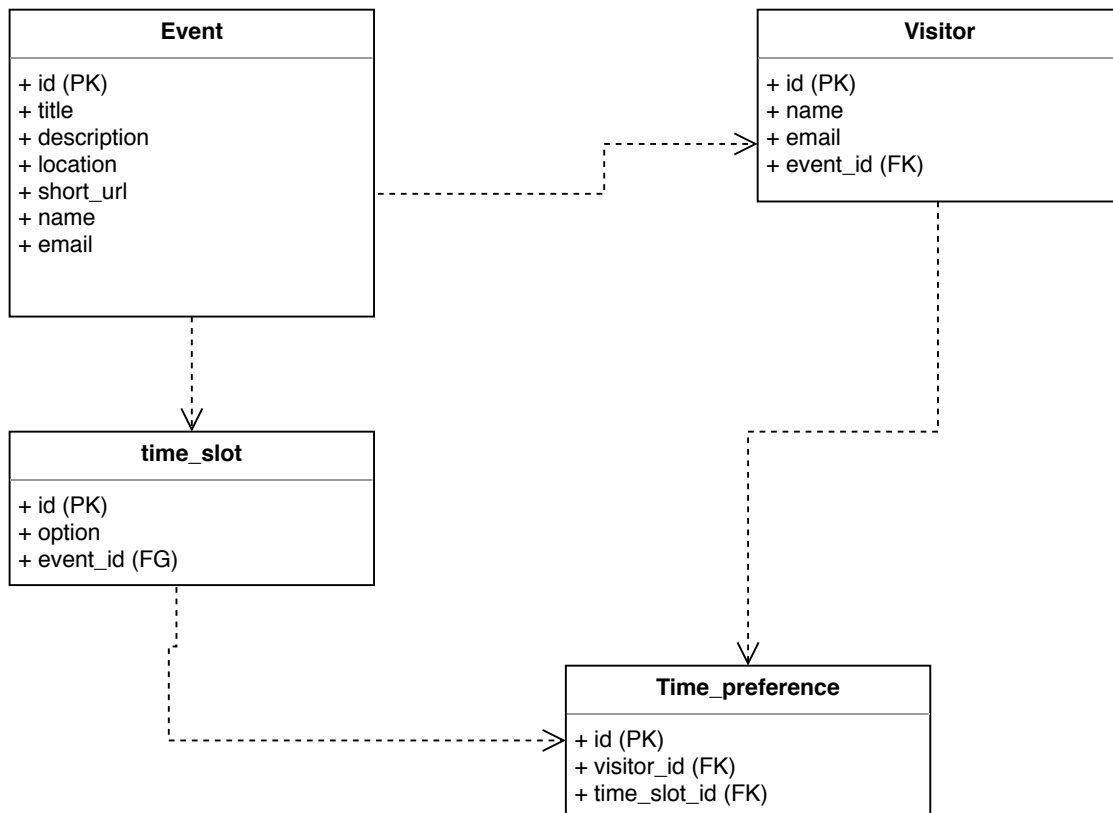 Event
+ id (PK)
+ title
+ description
+ location
+ short_url
+ name
+ email
Visitor
+ id (PK)
+ name
+ email
+ event_id (FK)
time_slot
+ id (PK)
+ option
+ event_id (FG)
Time_preference
+ id (PK)
+ visitor_id (FK)
+ time_slot_id (FK)